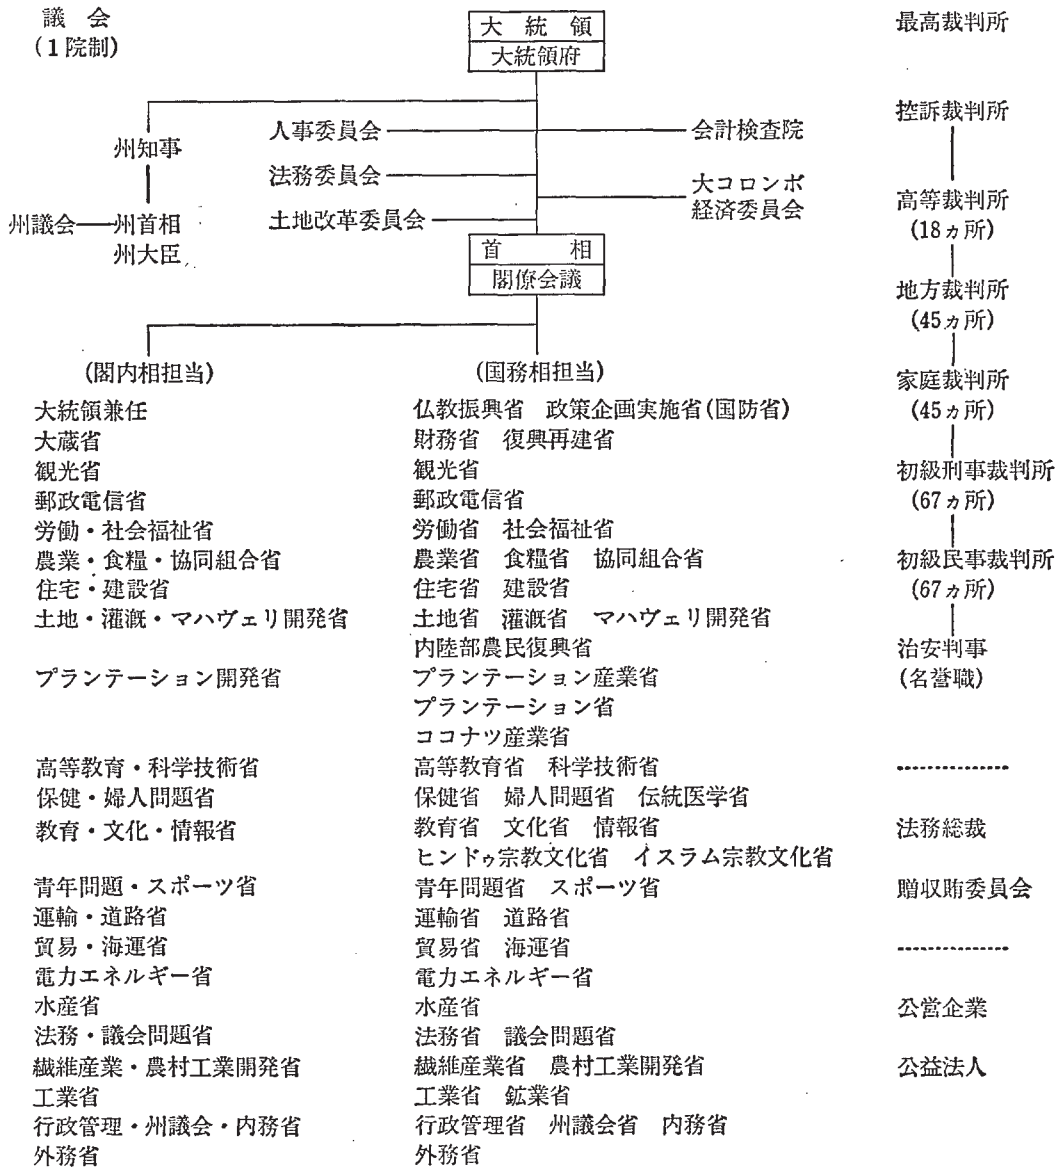 議会
(1院制)
大統領
大統領府
最高裁判所
控訴裁判所
人事委員会
会計検査院
州知事
法務委員会
大コロンボ
経済委員会
高等裁判所
(18ヵ所)
州議会
州首相
州大臣
土地改革委員会
首相
閣僚会議
地方裁判所
(45ヵ所)
(閣内相担当)
(国務相担当)
家庭裁判所
(45ヵ所)
大統領兼任
仏教振興省 政策企画実施省(国防省)
大蔵省
財務省 復興再建省
観光省
観光省
初級刑事裁判所
(67ヵ所)
郵政電信省
郵政電信省
労働・社会福祉省
労働省 社会福祉省
農業・食糧・協同組合省
農業省 食糧省 協同組合省
初級民事裁判所
(67ヵ所)
住宅・建設省
住宅省 建設省
土地・灌漑・マハヴェリ開発省
土地省 灌漑省 マハヴェリ開発省
内陸部農民復興省
治安判事
(名誉職)
プランテーション開発省
プランテーション産業省
プランテーション省
ココナツ産業省
高等教育・科学技術省
高等教育省 科学技術省
保健・婦人問題省
保健省 婦人問題省 伝統医学省
教育・文化・情報省
教育省 文化省 情報省
法務総裁
ヒンドゥ宗教文化省 イスラム宗教文化省
青年問題・スポーツ省
青年問題省 スポーツ省
贈収賄委員会
運輸・道路省
運輸省 道路省
貿易・海運省
貿易省 海運省
電力エネルギー省
電力エネルギー省
水産省
水産省
公営企業
法務・議会問題省
法務省 議会問題省
繊維産業・農村工業開発省
繊維産業省 農村工業開発省
公益法人
工業省
工業省 鉱業省
行政管理・州議会・内務省
行政管理省 州議会省 内務省
外務省
外務省